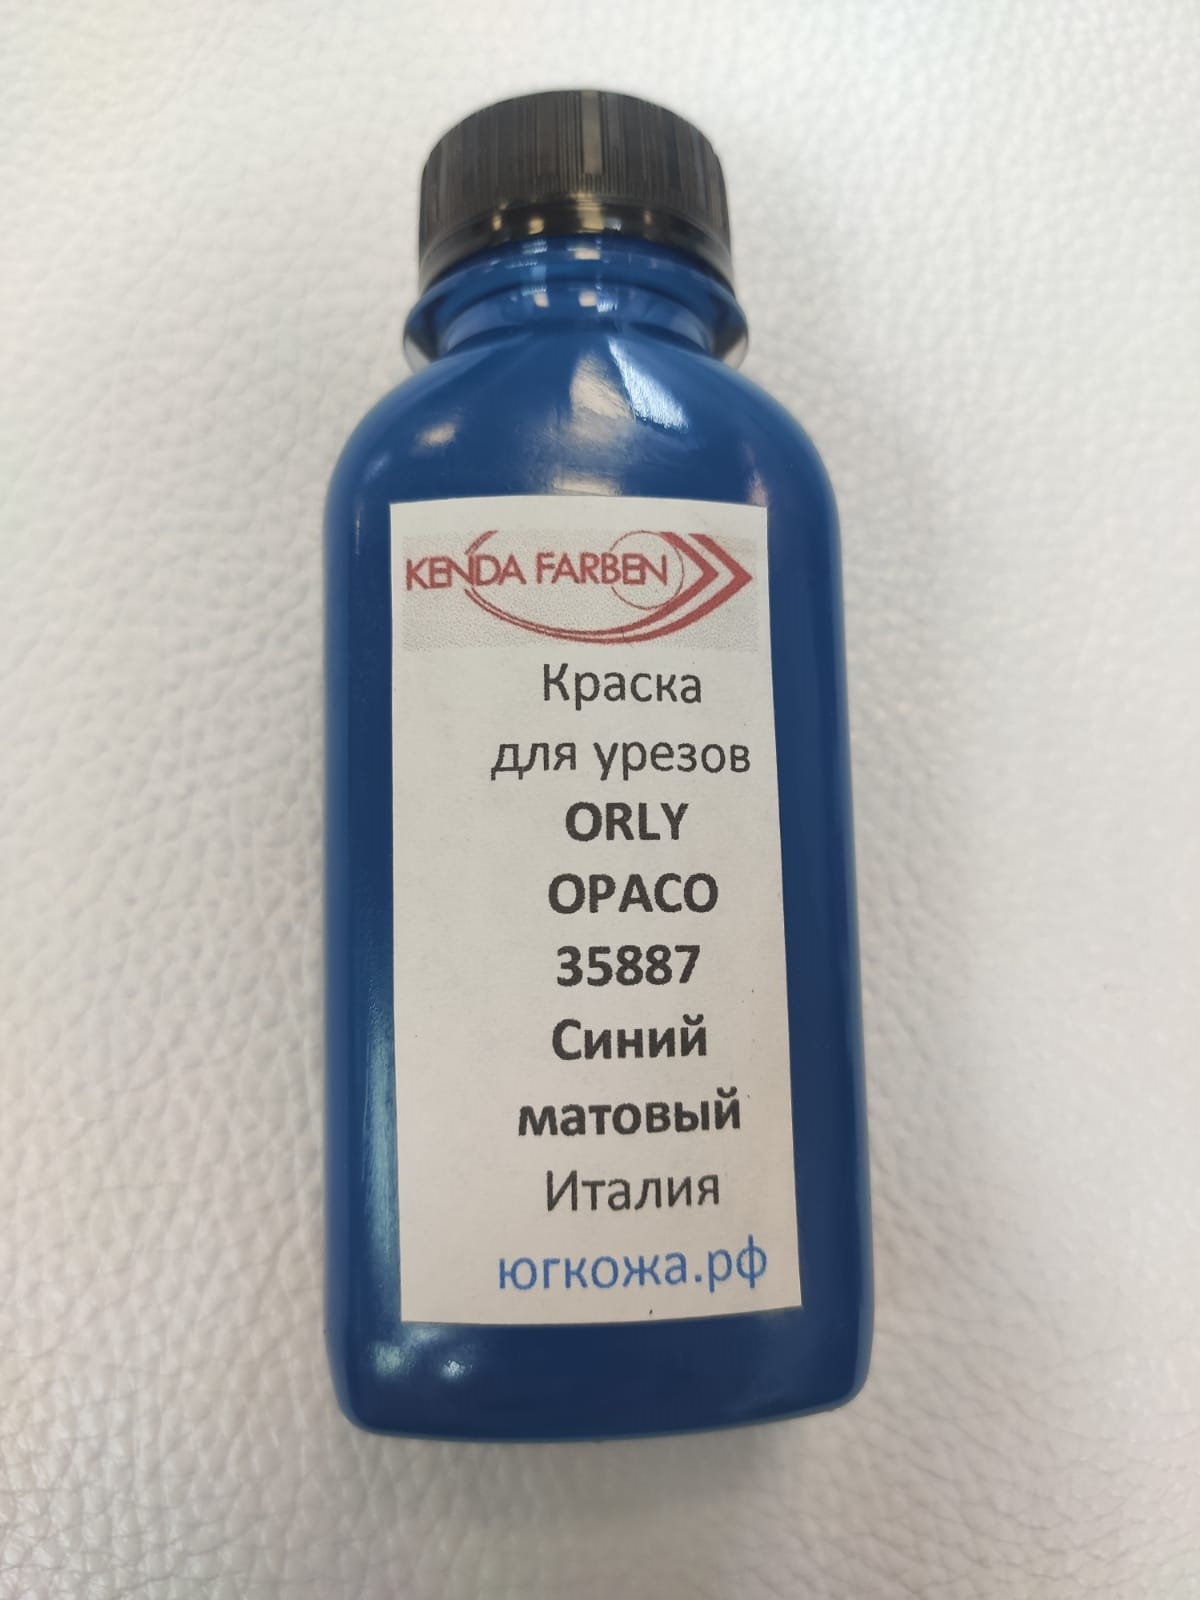 KENDA FARBEN
Краска
для урезов
ORLY
OPACO
35887
Синий
матовый
Италия
югкожа.рф